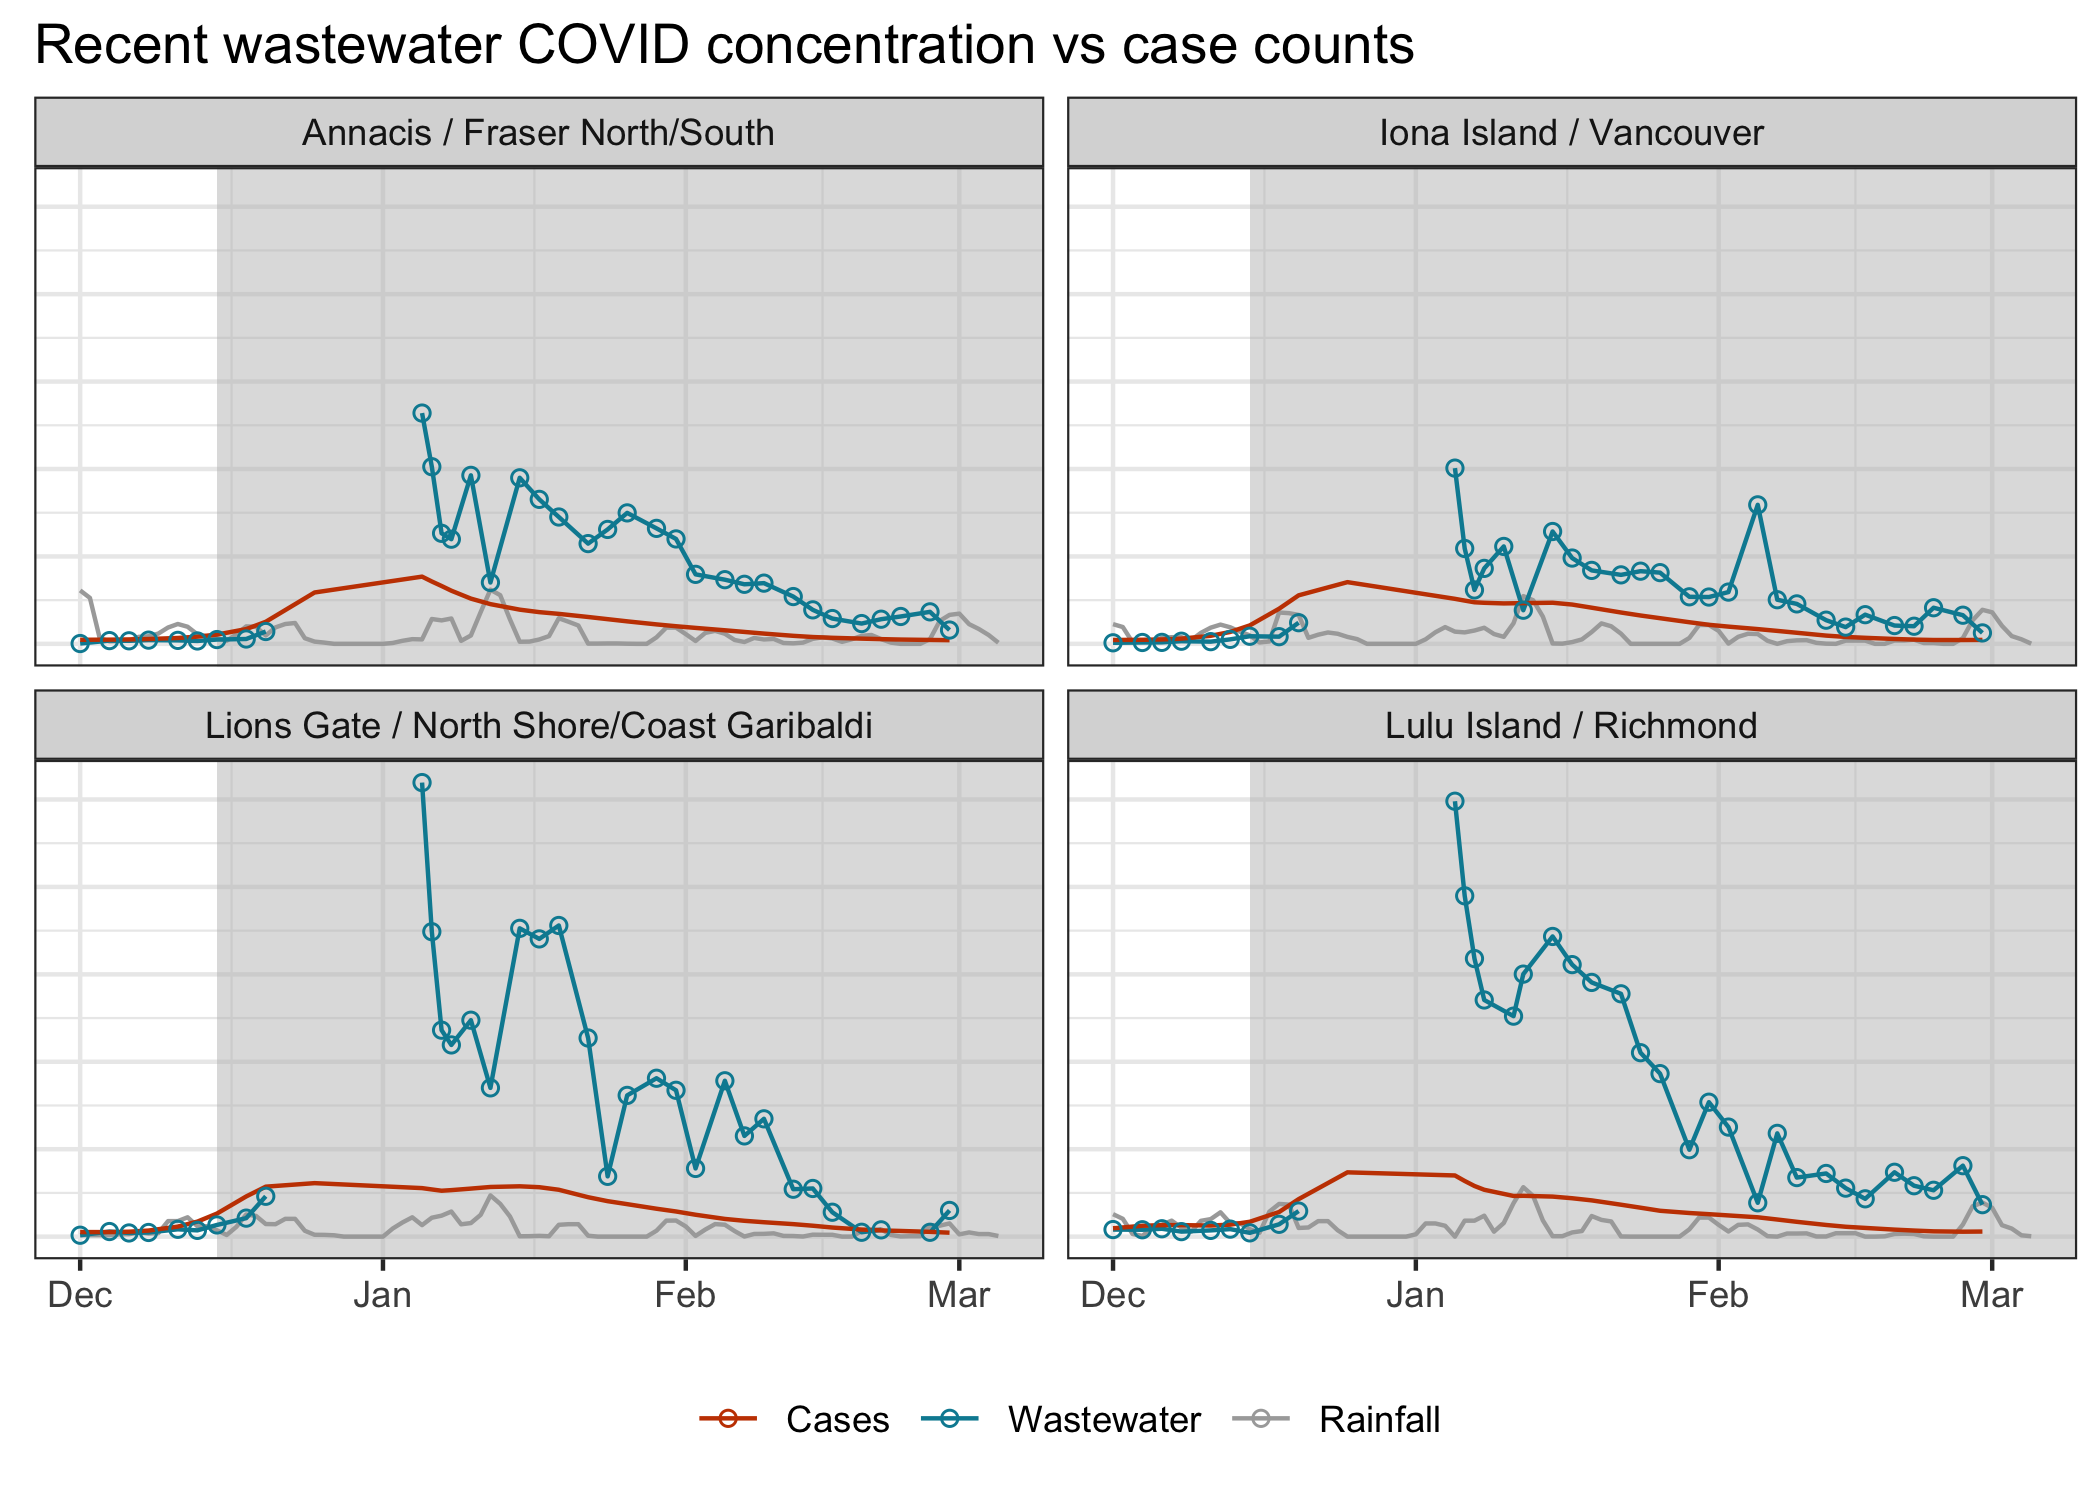 Recent wastewater COVID concentration vs case counts
Annacis / Fraser North/South
Iona Island / Vancouver
Lions Gate / North Shore/Coast Garibaldi
Lulu Island / Richmond
Dec Jan Feb Mar
Dec Jan Feb Mar
Cases Wastewater Rainfall